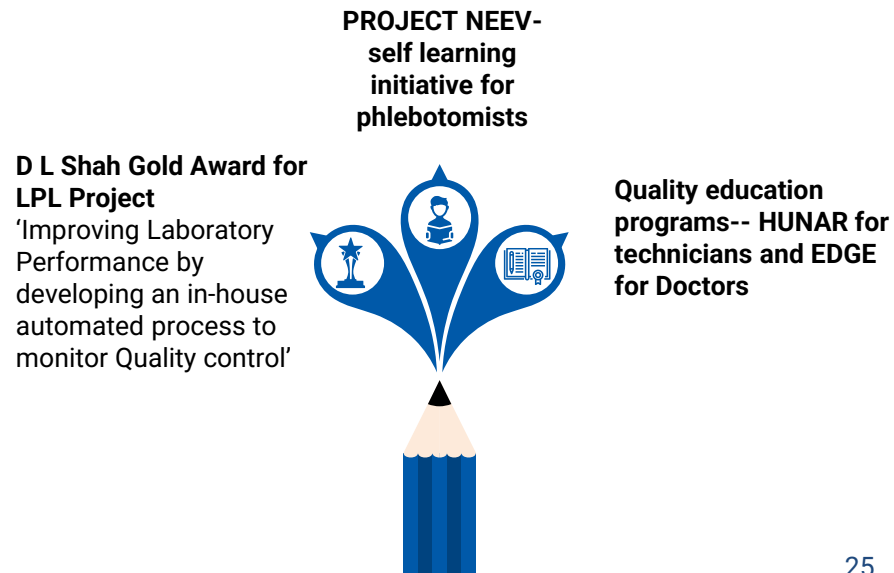 PROJECT NEEV-
self learning
initiative for
phlebotomists
D L Shah Gold Award for
LPL Project
‘Improving Laboratory
Performance by
developing an in-house
automated process to
monitor Quality control’
Quality education
programs-- HUNAR for
technicians and EDGE
for Doctors
25